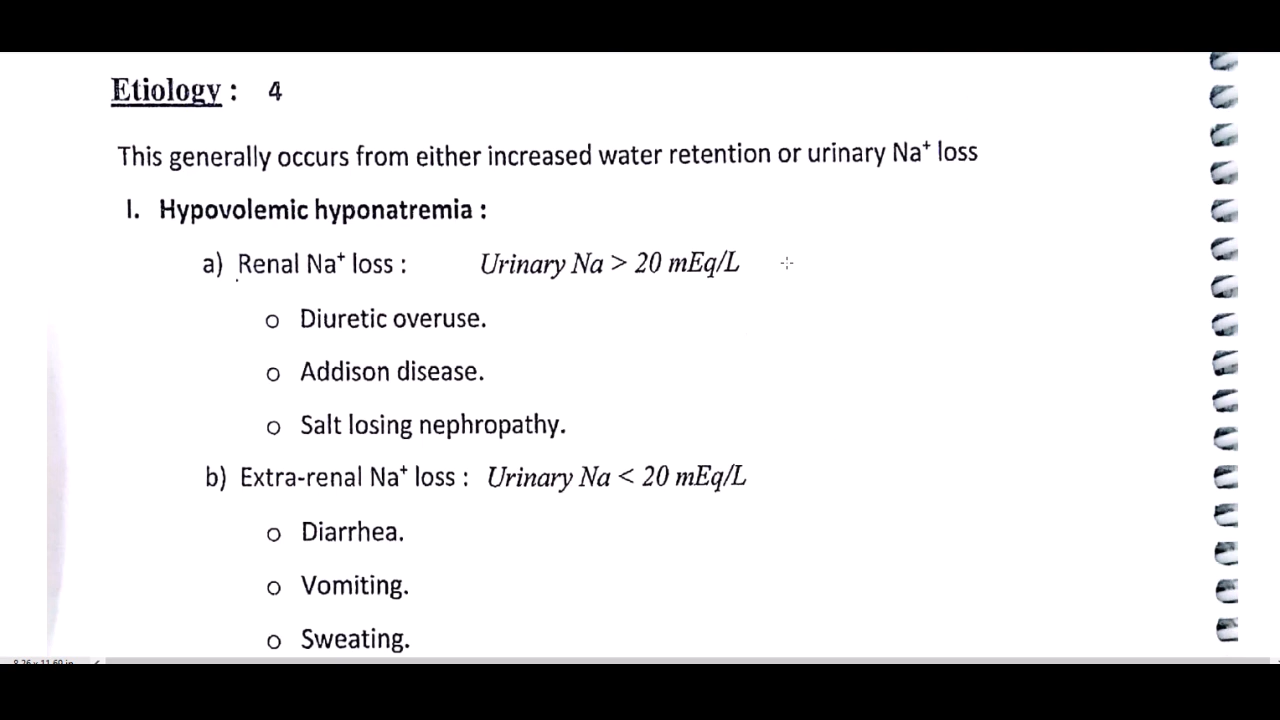 Etiology : 4
This generally occurs from either increased water retention or urinary Na⁺ loss
I. Hypovolemic hyponatremia :
a) Renal Na⁺ loss : Urinary Na > 20 mEq/L
o Diuretic overuse.
o Addison disease.
o Salt losing nephropathy.
b) Extra-renal Na⁺ loss : Urinary Na < 20 mEq/L
o Diarrhea.
o Vomiting.
o Sweating.